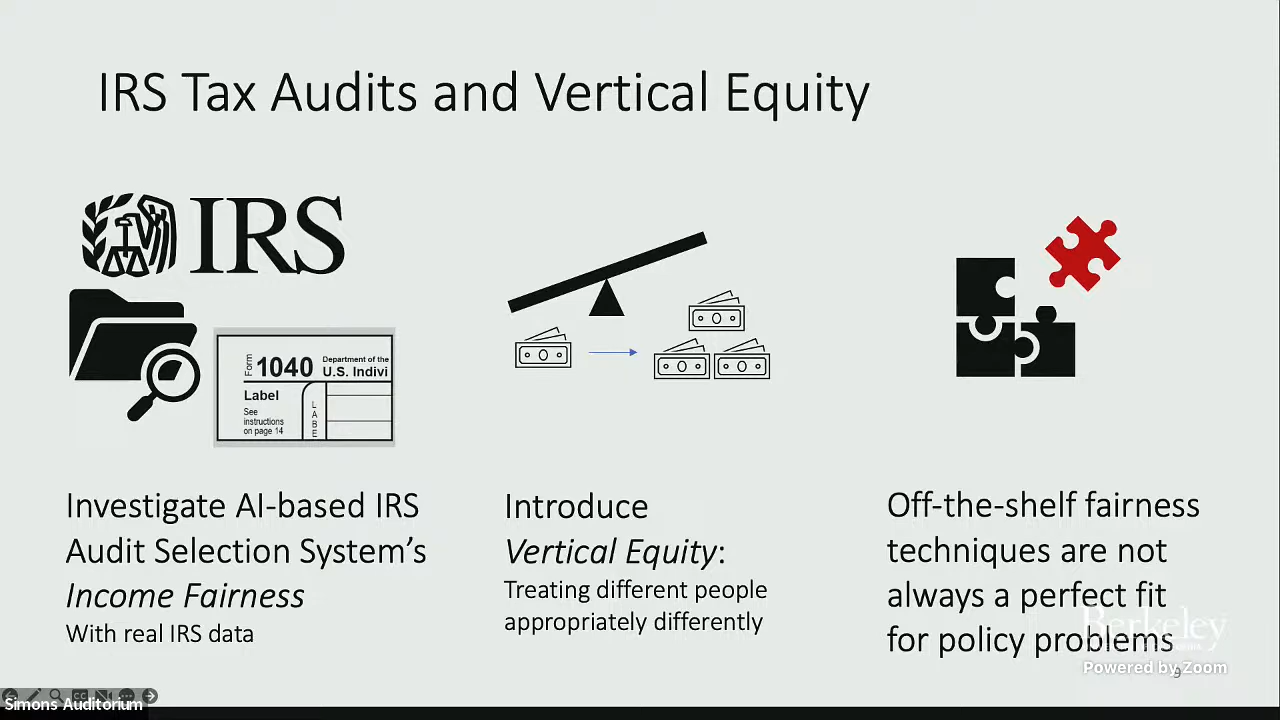 IRS Tax Audits and Vertical Equity
IRS
Form 1040
Department of the
U.S. Indivi
Label
See
instructions
on page 14
L
A
B
E
Investigate AI-based IRS
Audit Selection System's
Income Fairness
With real IRS data
Introduce
Vertical Equity:
Treating different people
appropriately differently
Off-the-shelf fairness
techniques are not
always a perfect fit
for policy problems
Berkeley
Powered by Zoom
9
CC
Simons Auditorium